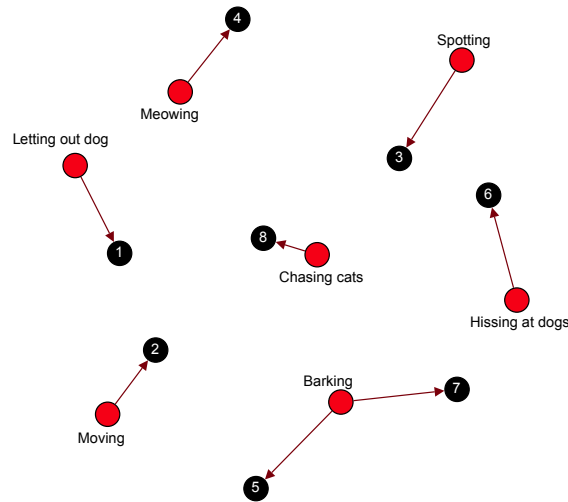 4
Spotting
Meowing
Letting out dog
3
6
8
1
Chasing cats
Hissing at dogs
2
Barking
7
Moving
5